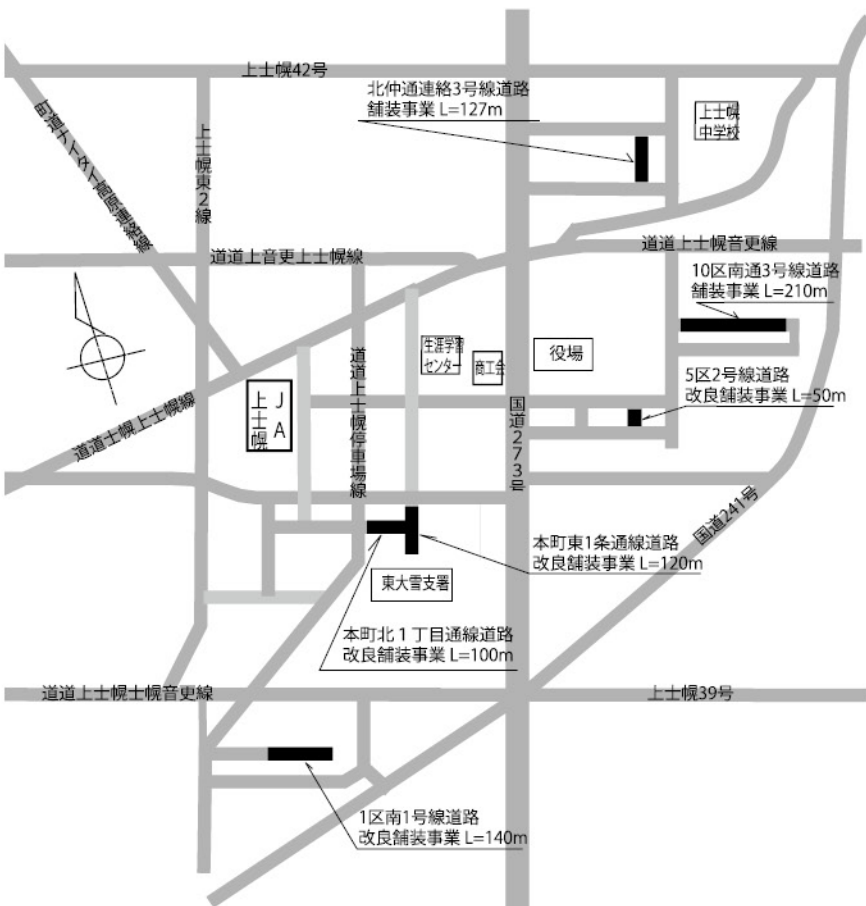 上士幌42号
北仲通連絡3号線道路
舗装事業 L=127m
上士幌
中学校
町道ナイタイ高原連絡線
上士幌東2線
道道上音更上士幌線
道道上士幌音更線
10区南通3号線道路
舗装事業 L=210m
生涯学習
センター
商工会
役場
道道上士幌停車場線
国道273号
5区2号線道路
改良舗装事業 L=50m
JA
上士幌
道道士幌上士幌線
国道241号
本町東1条通線道路
改良舗装事業 L=120m
東大雪支署
本町北1丁目通線道路
改良舗装事業 L=100m
道道上士幌士幌音更線
上士幌39号
1区南1号線道路
改良舗装事業 L=140m